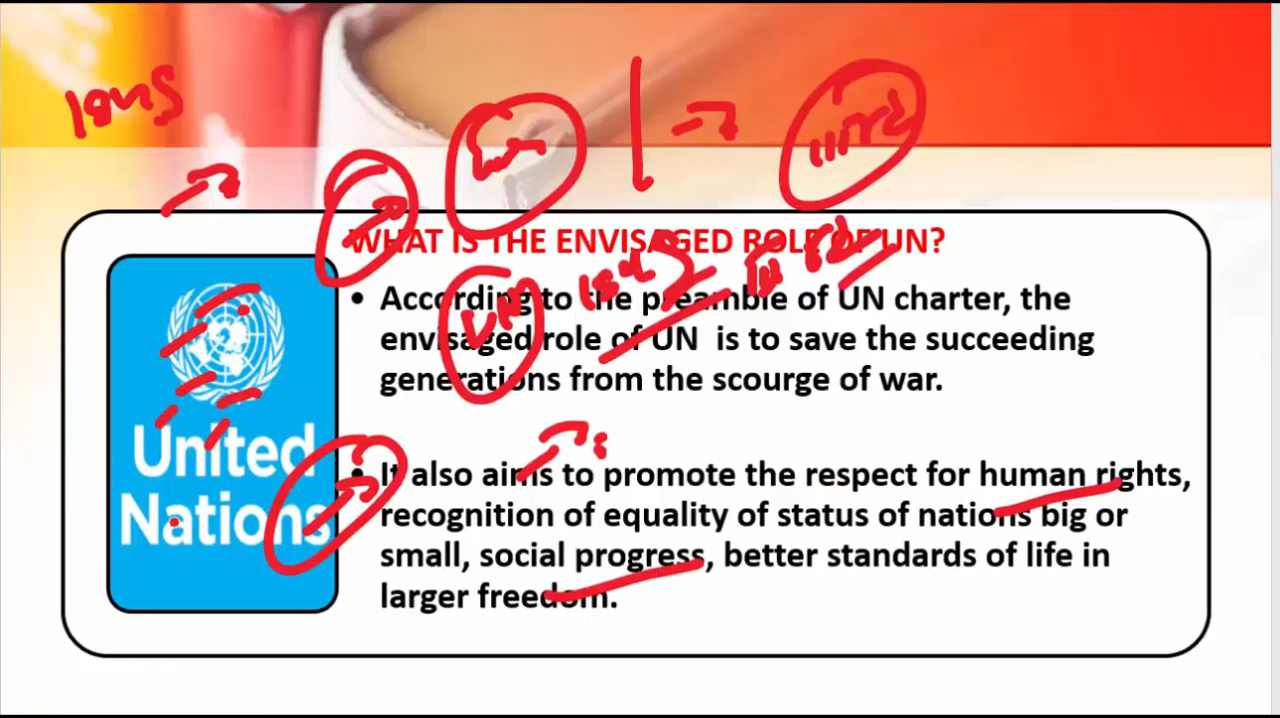 WHAT IS THE ENVISAGED ROLE OF UN?
• According to the preamble of UN charter, the
envisaged role of UN is to save the succeeding
generations from the scourge of war.
• It also aims to promote the respect for human rights,
recognition of equality of status of nations big or
small, social progress, better standards of life in
larger freedom.
United
Nations
UN